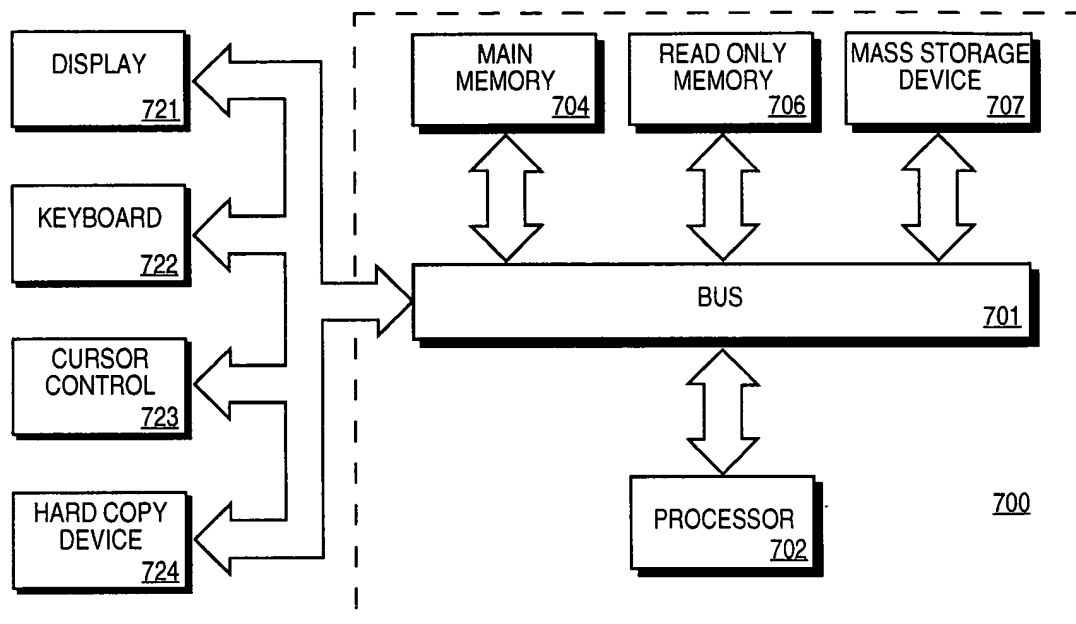 DISPLAY
721
KEYBOARD
722
CURSOR
CONTROL
723
HARD COPY
DEVICE
724
MAIN
MEMORY
704
READ ONLY
MEMORY
706
MASS STORAGE
DEVICE
707
BUS
701
PROCESSOR
702
700